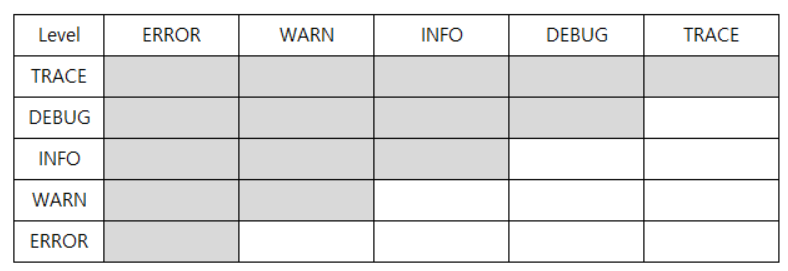 Level ERROR WARN INFO DEBUG TRACE
TRACE
DEBUG
INFO
WARN
ERROR